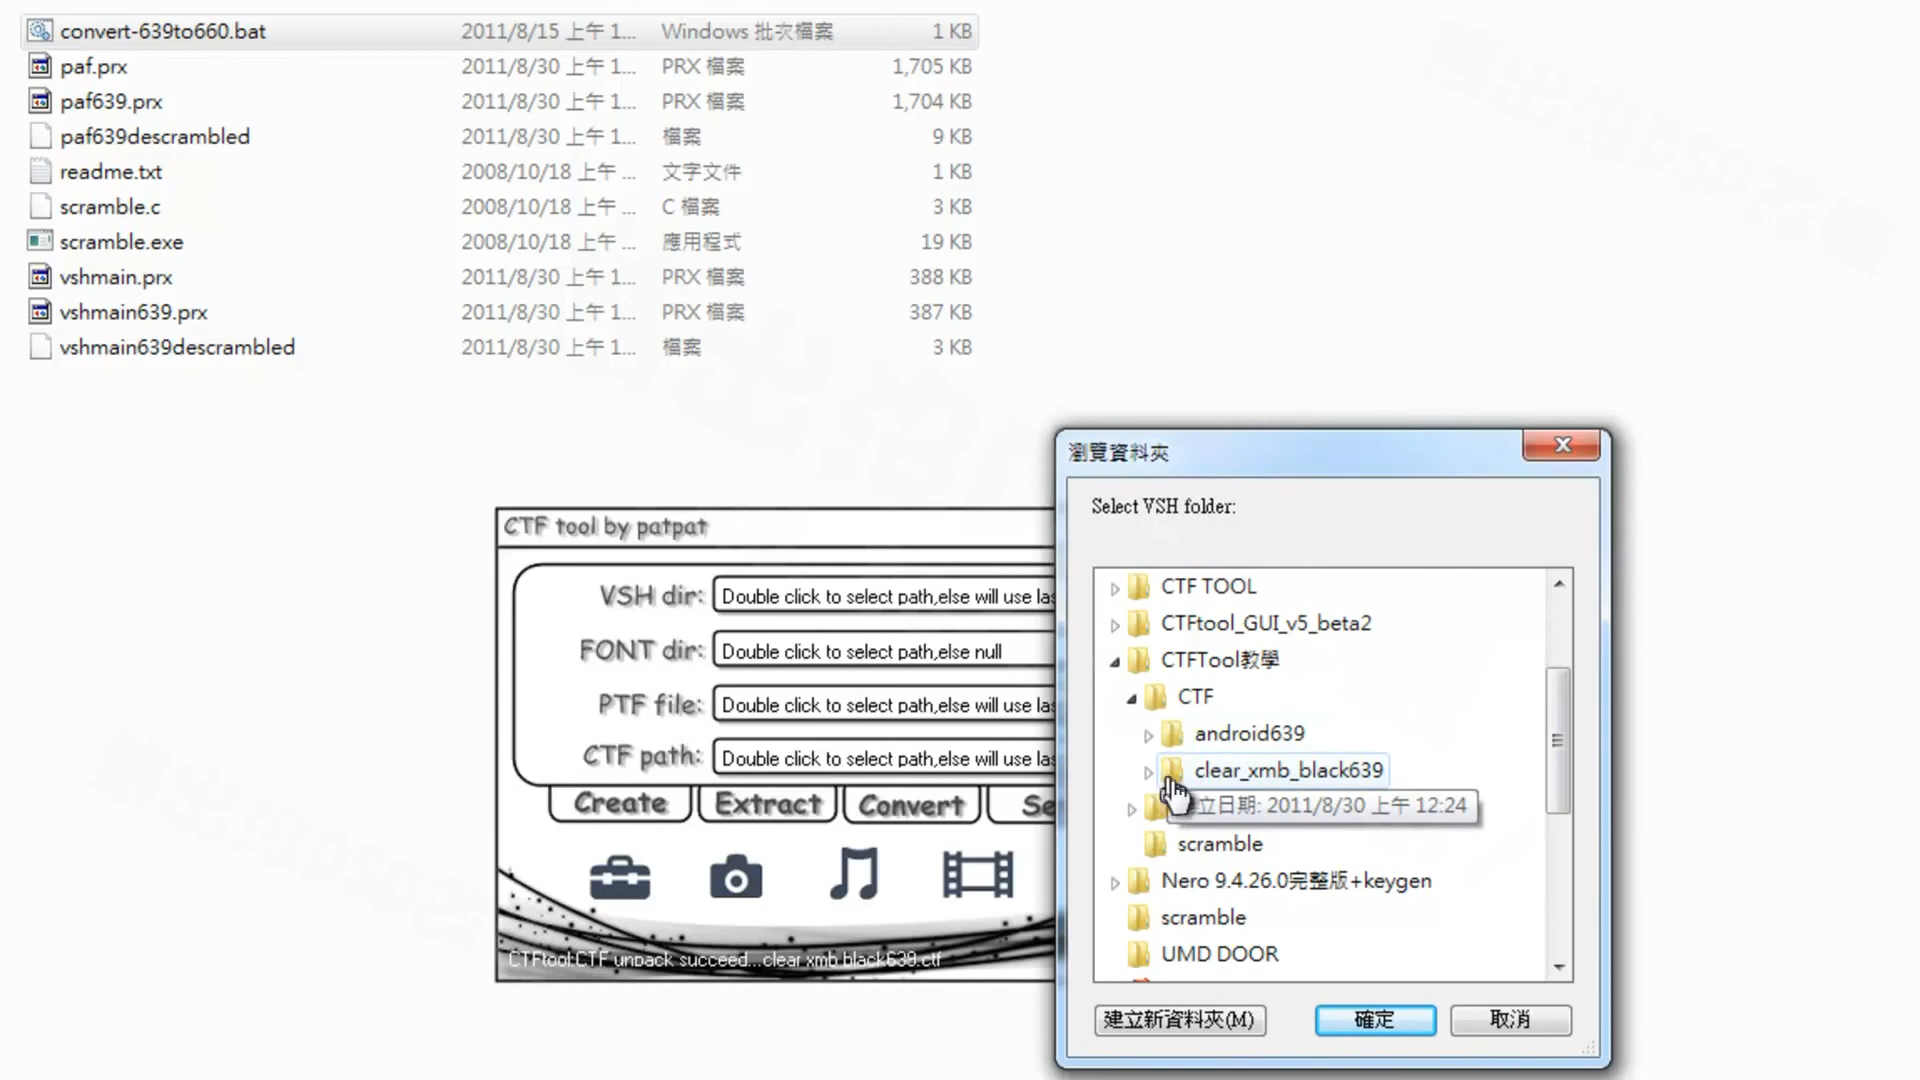 convert-639to660.bat 2011/8/15 上午 1... Windows 批次檔案 1 KB
paf.prx 2011/8/30 上午 1... PRX 檔案 1,705 KB
paf639.prx 2011/8/30 上午 1... PRX 檔案 1,704 KB
paf639descrambled 2011/8/30 上午 1... 檔案 9 KB
readme.txt 2008/10/18 上午 ... 文字文件 1 KB
scramble.c 2008/10/18 上午 ... C 檔案 3 KB
scramble.exe 2008/10/18 上午 ... 應用程式 19 KB
vshmain.prx 2011/8/30 上午 1... PRX 檔案 388 KB
vshmain639.prx 2011/8/30 上午 1... PRX 檔案 387 KB
vshmain639descrambled 2011/8/30 上午 1... 檔案 3 KB
CTF tool by patpat
VSH dir: Double click to select path,else will use las
FONT dir: Double click to select path,else null
PTF file: Double click to select path,else will use las
CTF path: Double click to select path,else will use las
Create Extract Convert Se
CTFtool:CTF unpack succeed...clear_xmb_black639.ctf
瀏覽資料夾
Select VSH folder:
CTF TOOL
CTFtool_GUI_v5_beta2
CTFTool教學
CTF
android639
clear_xmb_black639
立日期: 2011/8/30 上午 12:24
scramble
Nero 9.4.26.0完整版+keygen
scramble
UMD DOOR
建立新資料夾(M) 確定 取消